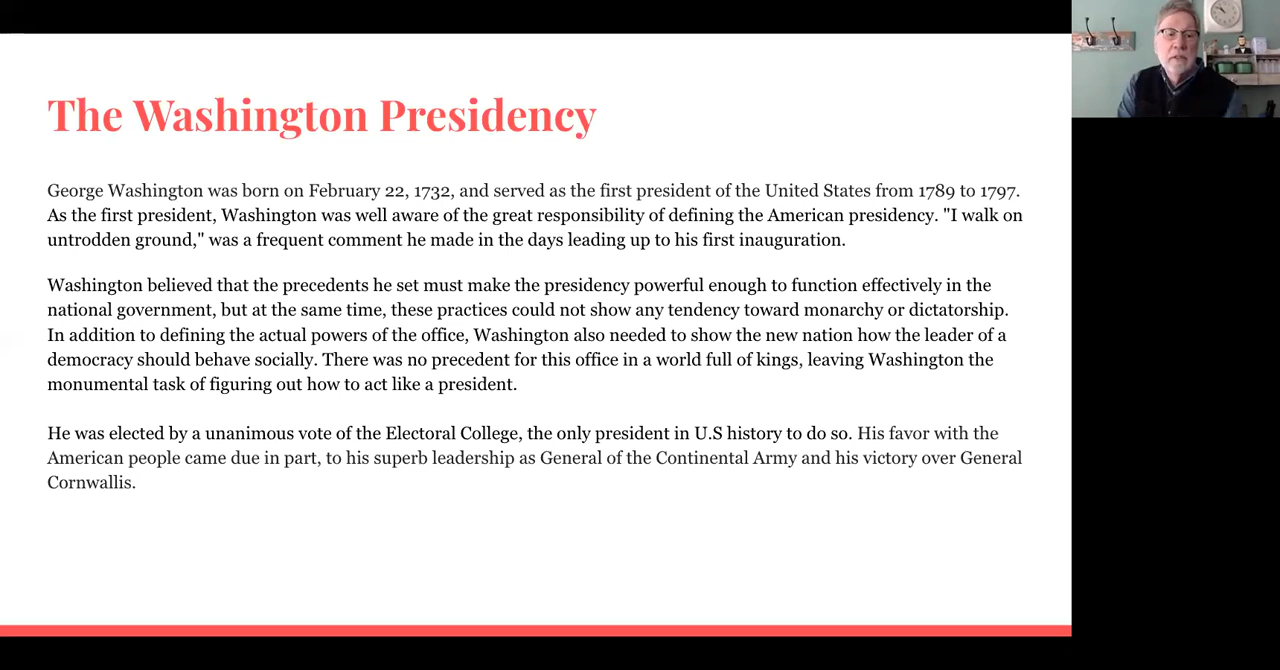 The Washington Presidency
George Washington was born on February 22, 1732, and served as the first president of the United States from 1789 to 1797.
As the first president, Washington was well aware of the great responsibility of defining the American presidency. "I walk on
untrodden ground," was a frequent comment he made in the days leading up to his first inauguration.
Washington believed that the precedents he set must make the presidency powerful enough to function effectively in the
national government, but at the same time, these practices could not show any tendency toward monarchy or dictatorship.
In addition to defining the actual powers of the office, Washington also needed to show the new nation how the leader of a
democracy should behave socially. There was no precedent for this office in a world full of kings, leaving Washington the
monumental task of figuring out how to act like a president.
He was elected by a unanimous vote of the Electoral College, the only president in U.S history to do so. His favor with the
American people came due in part, to his superb leadership as General of the Continental Army and his victory over General
Cornwallis.